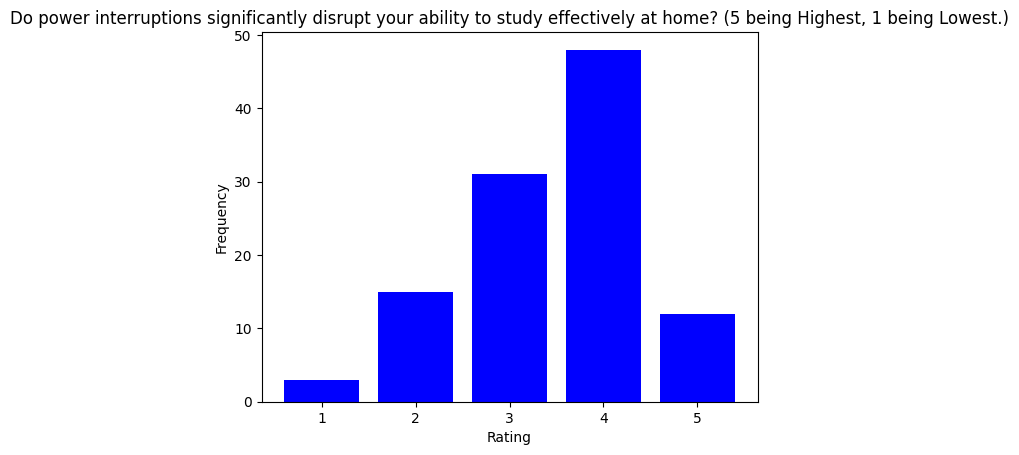 Do power interruptions significantly disrupt your ability to study effectively at home? (5 being Highest, 1 being Lowest.)
50
40
30
20
10
0
Frequency
1 2 3 4 5
Rating